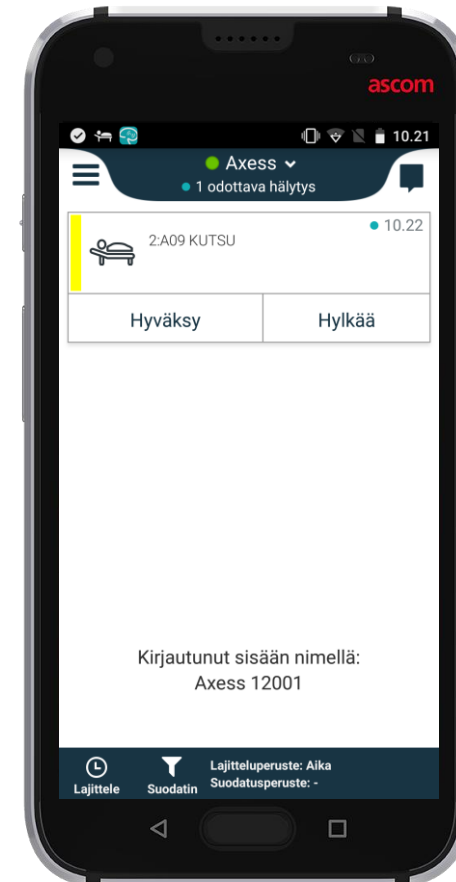 ascom
10.21
Axess
1 odottava hälytys
10.22
2:A09 KUTSU
Hyväksy
Hylkää
Kirjautunut sisään nimellä:
Axess 12001
Lajittele
Suodatin
Lajitteluperuste: Aika
Suodatusperuste: -